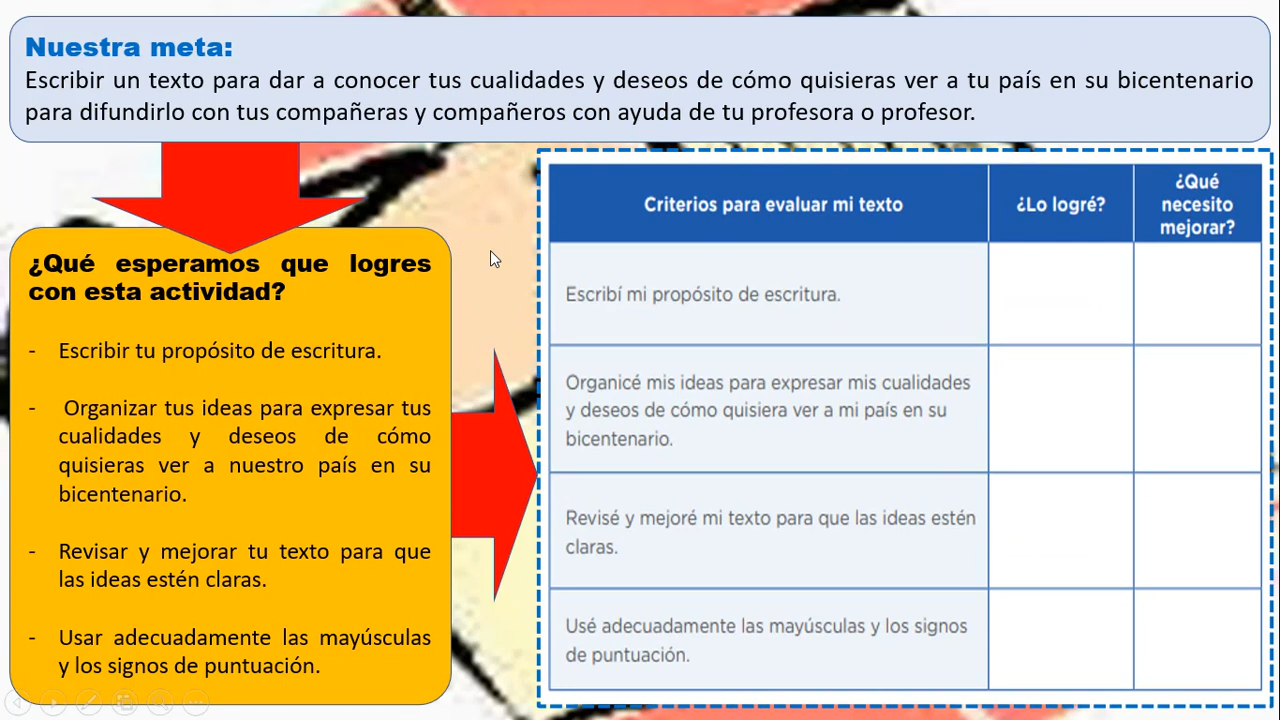 Nuestra meta:
Escribir un texto para dar a conocer tus cualidades y deseos de cómo quisieras ver a tu país en su bicentenario
para difundirlo con tus compañeras y compañeros con ayuda de tu profesora o profesor.
¿Qué esperamos que logres
con esta actividad?
- Escribir tu propósito de escritura.
- Organizar tus ideas para expresar tus
cualidades y deseos de cómo
quisieras ver a nuestro país en su
bicentenario.
- Revisar y mejorar tu texto para que
las ideas estén claras.
- Usar adecuadamente las mayúsculas
y los signos de puntuación.
Criterios para evaluar mi texto
¿Lo logré?
¿Qué
necesito
mejorar?
Escribí mi propósito de escritura.
Organicé mis ideas para expresar mis cualidades
y deseos de cómo quisiera ver a mi país en su
bicentenario.
Revisé y mejoré mi texto para que las ideas estén
claras.
Usé adecuadamente las mayúsculas y los signos
de puntuación.